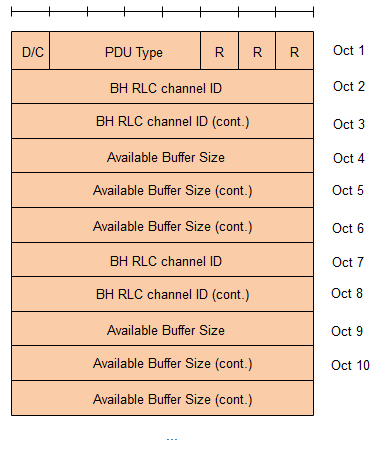 D/C PDU Type R R R Oct 1
BH RLC channel ID Oct 2
BH RLC channel ID (cont.) Oct 3
Available Buffer Size Oct 4
Available Buffer Size (cont.) Oct 5
Available Buffer Size (cont.) Oct 6
BH RLC channel ID Oct 7
BH RLC channel ID (cont.) Oct 8
Available Buffer Size Oct 9
Available Buffer Size (cont.) Oct 10
Available Buffer Size (cont.)
...